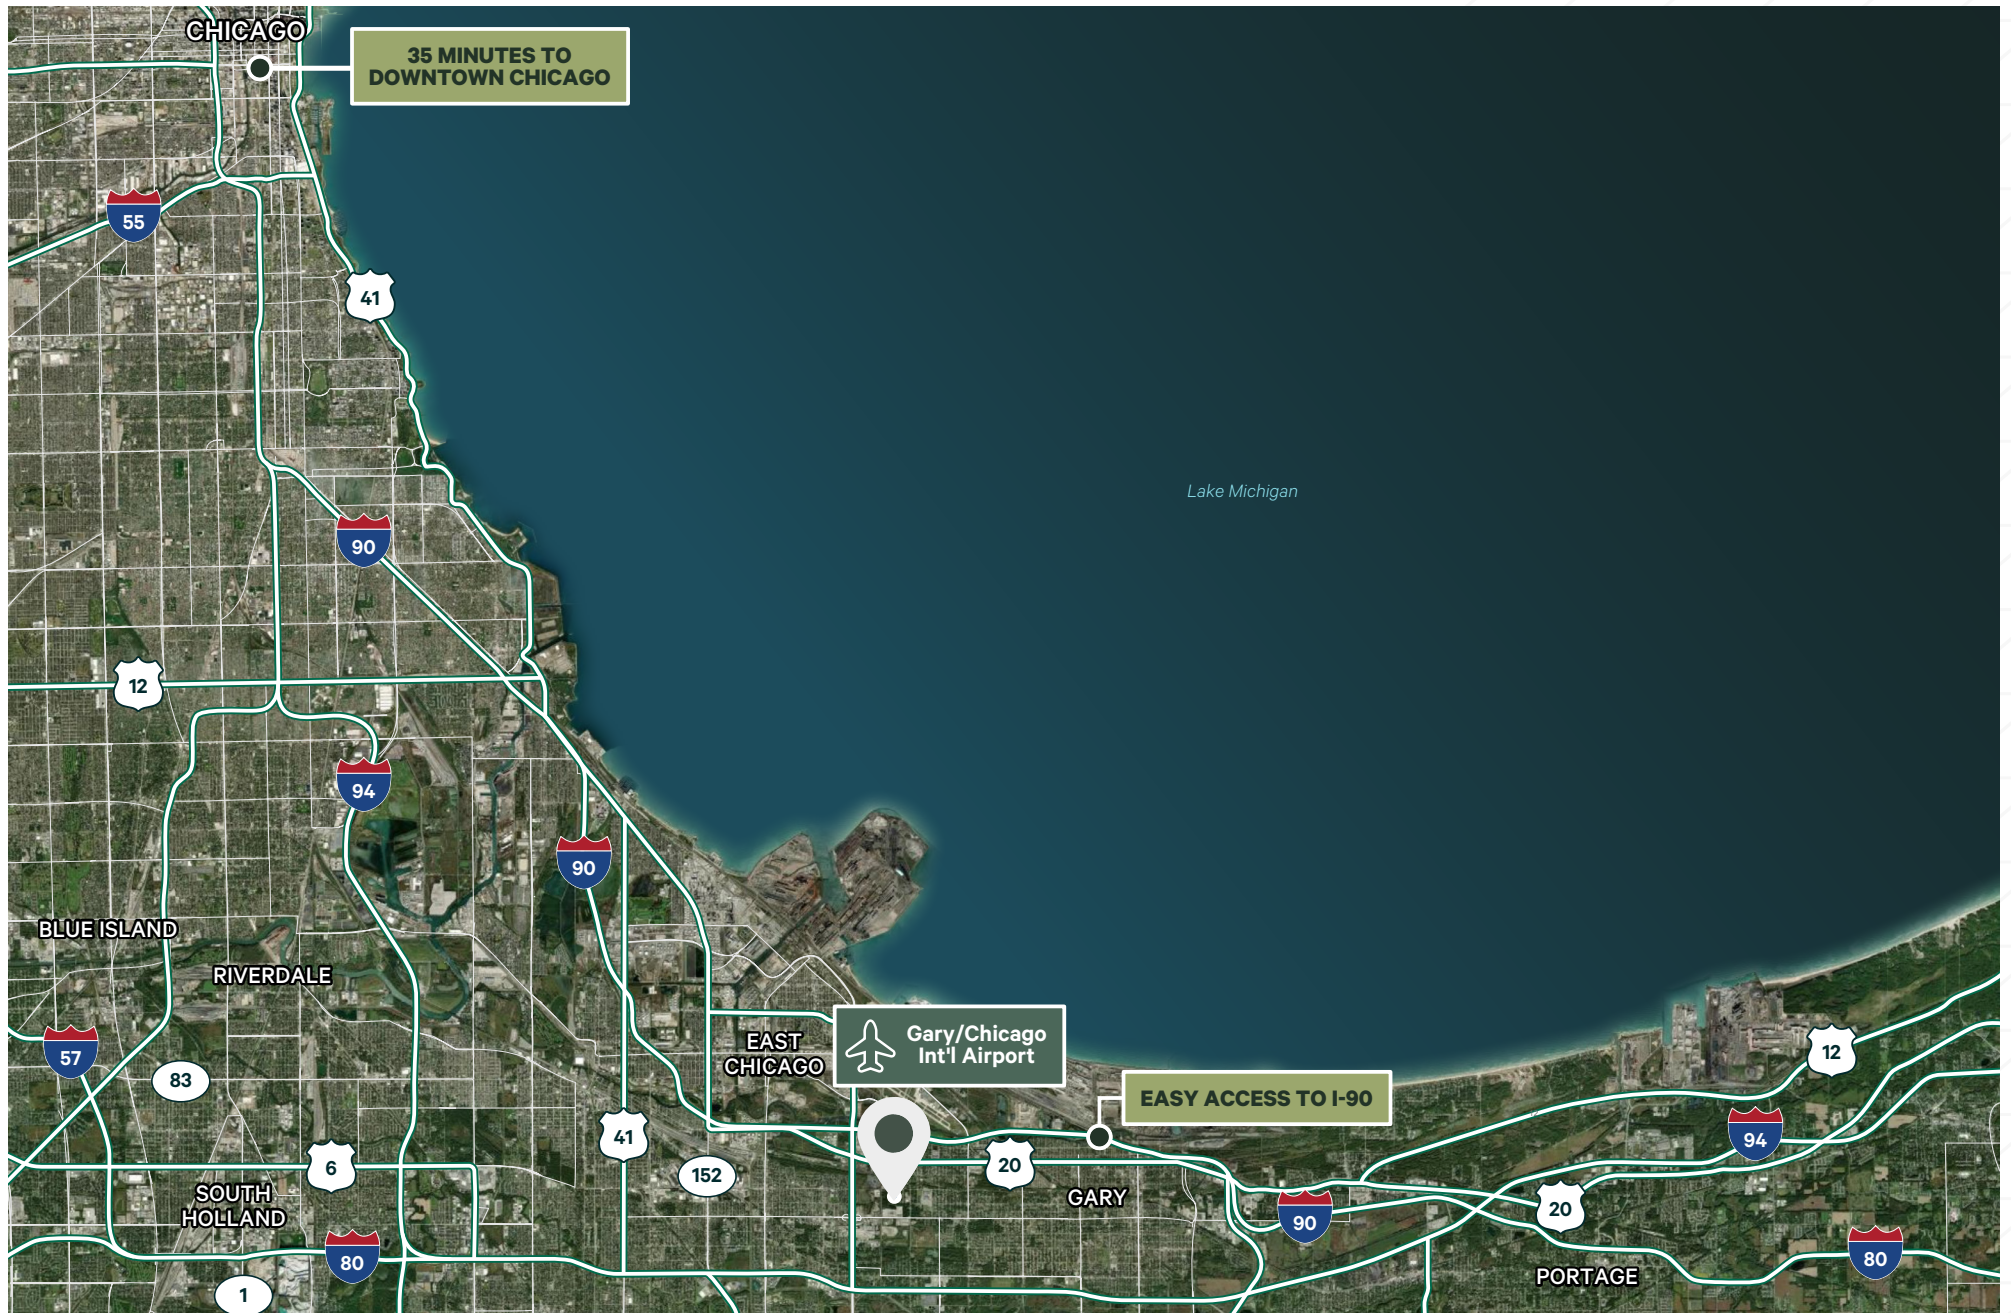 CHICAGO
35 MINUTES TO
DOWNTOWN CHICAGO
55
41
Lake Michigan
90
12
94
90
BLUE ISLAND
RIVERDALE
57
83
EAST
CHICAGO
Gary/Chicago
Int'l Airport
EASY ACCESS TO I-90
12
94
41
6
152
20
SOUTH
HOLLAND
GARY
90
20
80
80
PORTAGE
1